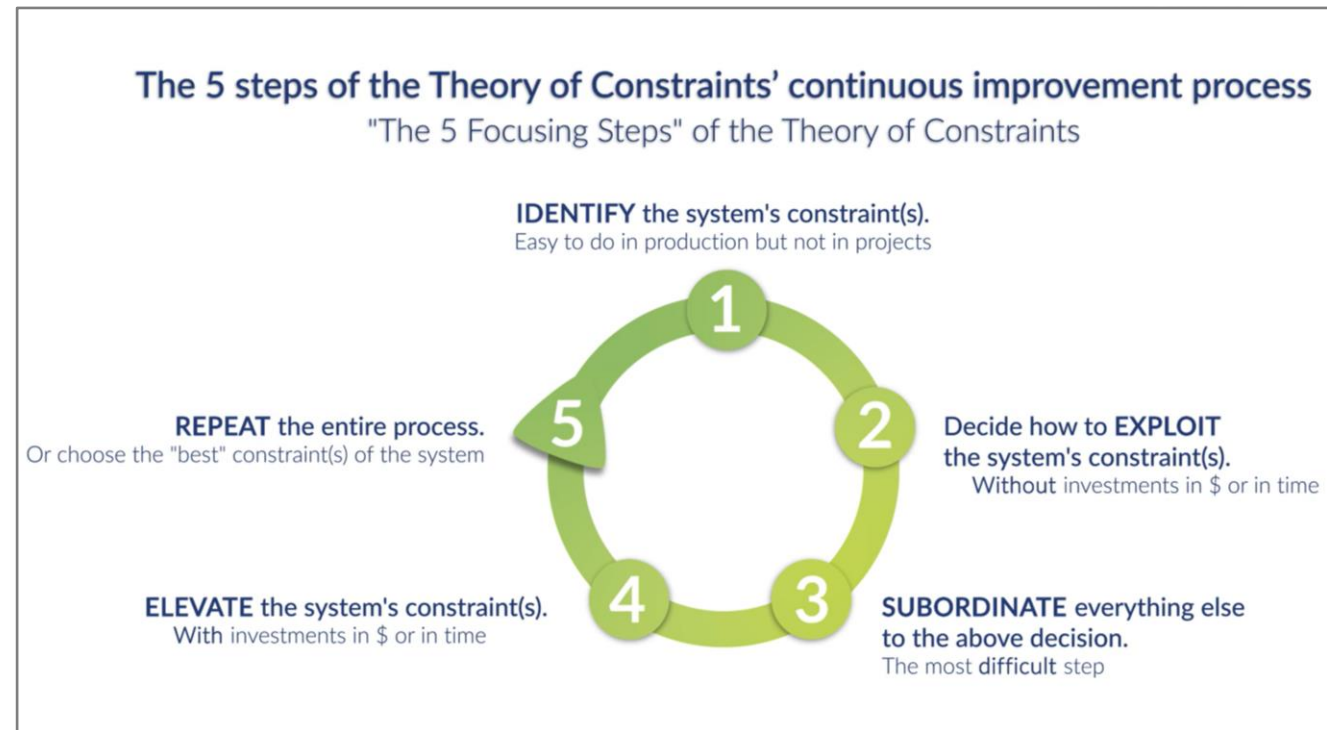 The 5 steps of the Theory of Constraints’ continuous improvement process
"The 5 Focusing Steps" of the Theory of Constraints
IDENTIFY the system's constraint(s).
Easy to do in production but not in projects
1
2
Decide how to EXPLOIT
the system's constraint(s).
Without investments in $ or in time
3
SUBORDINATE everything else
to the above decision.
The most difficult step
4
ELEVATE the system's constraint(s).
With investments in $ or in time
5
REPEAT the entire process.
Or choose the "best" constraint(s) of the system